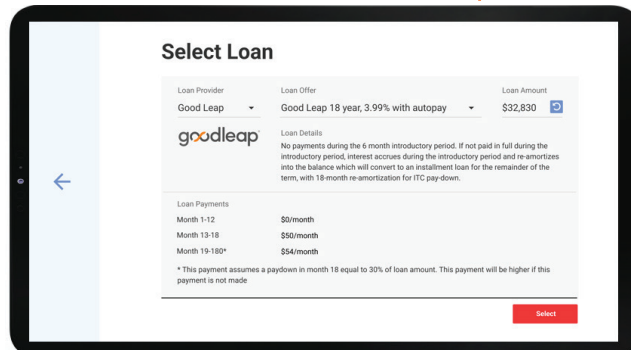 Select Loan
Loan Provider
Loan Offer
Loan Amount
Good Leap
Good Leap 18 year, 3.99% with autopay
$32,830
goodleap
Loan Details
No payments during the 6 month introductory period. If not paid in full during the
introductory period, interest accrues during the introductory period and re-amortizes
into the balance which will convert to an installment loan for the remainder of the
term, with 18-month re-amortization for ITC pay-down.
Loan Payments
Month 1-12
$0/month
Month 13-18
$50/month
Month 19-180*
$54/month
* This payment assumes a paydown in month 18 equal to 30% of loan amount. This payment will be higher if this
payment is not made
Select